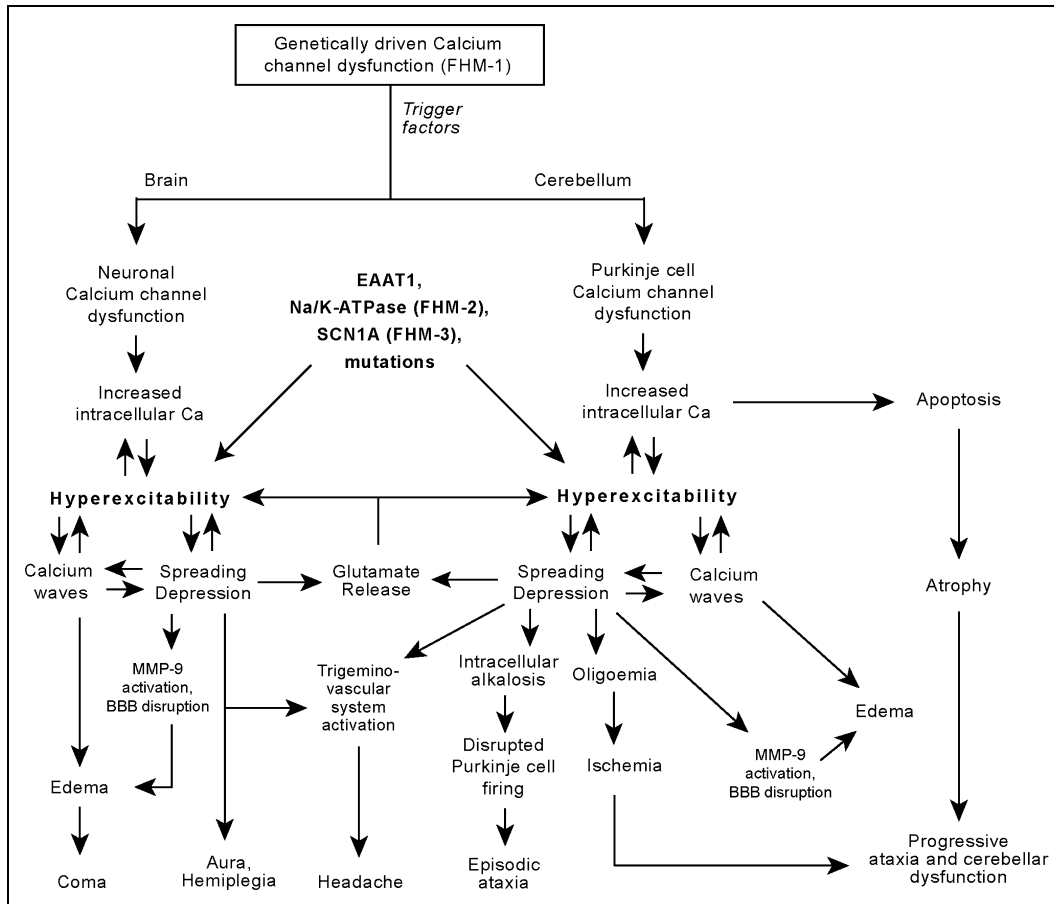 Genetically driven Calcium
channel dysfunction (FHM-1)
Trigger
factors
Brain
Cerebellum
Neuronal
Calcium channel
dysfunction
EAAT1,
Na/K-ATPase (FHM-2),
SCN1A (FHM-3),
mutations
Purkinje cell
Calcium channel
dysfunction
Increased
intracellular Ca
Increased
intracellular Ca
Apoptosis
Hyperexcitability
Hyperexcitability
Calcium
waves
Spreading
Depression
Glutamate
Release
Spreading
Depression
Calcium
waves
Atrophy
MMP-9
activation,
BBB disruption
Trigemino-
vascular
system
activation
Intracellular
alkalosis
Oligoemia
Edema
Disrupted
Purkinje cell
firing
Ischemia
MMP-9
activation,
BBB disruption
Edema
Coma
Aura,
Hemiplegia
Headache
Episodic
ataxia
Progressive
ataxia and cerebellar
dysfunction